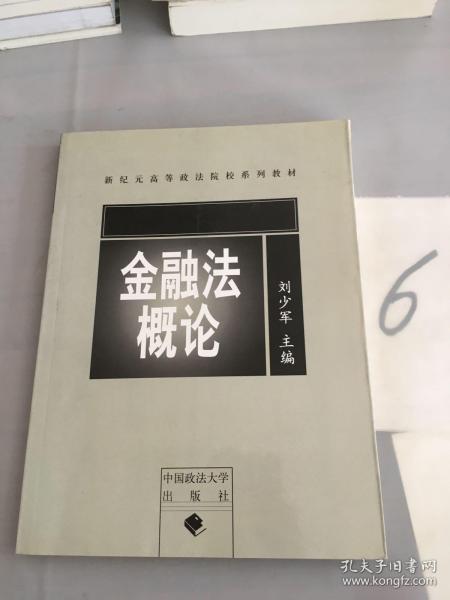 新纪元高等政法院校系列教材
金融法
概论
刘少军 主编
中国政法大学
出版社
6
孔夫子旧书网
www.kongfz.com